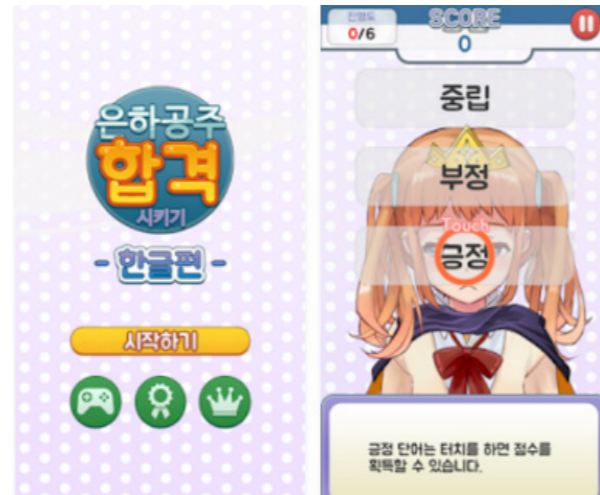 은하공주
합격
시키기
- 한글편 -
시작하기
진행도
0/6
SCORE
0
중립
부정
Touch
긍정
긍정 단어는 터치를 하면 점수를
획득할 수 있습니다.